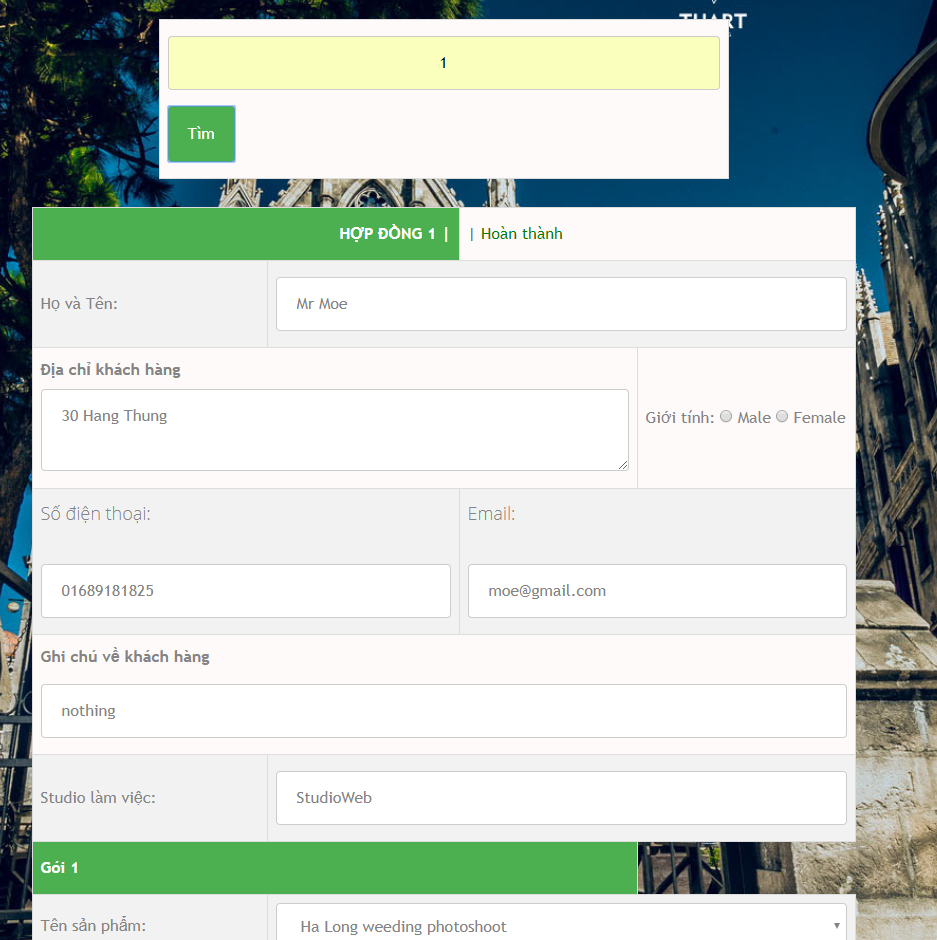 THART
1
Tìm
HỢP ĐỒNG 1 | | Hoàn thành
Họ và Tên: Mr Moe
Địa chỉ khách hàng
30 Hang Thung
Giới tính: Male Female
Số điện thoại: Email:
01689181825 moe@gmail.com
Ghi chú về khách hàng
nothing
Studio làm việc: StudioWeb
Gói 1
Tên sản phẩm: Ha Long weeding photoshoot